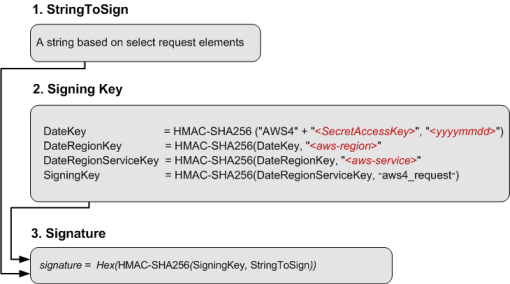 1. StringToSign
A string based on select request elements
2. Signing Key
DateKey = HMAC-SHA256 ("AWS4" + "<SecretAccessKey>", "<yyyymmdd>")
DateRegionKey = HMAC-SHA256(DateKey, "<aws-region>"
DateRegionServiceKey = HMAC-SHA256(DateRegionKey, "<aws-service>"
SigningKey = HMAC-SHA256(DateRegionServiceKey, "aws4_request")
3. Signature
signature = Hex(HMAC-SHA256(SigningKey, StringToSign))